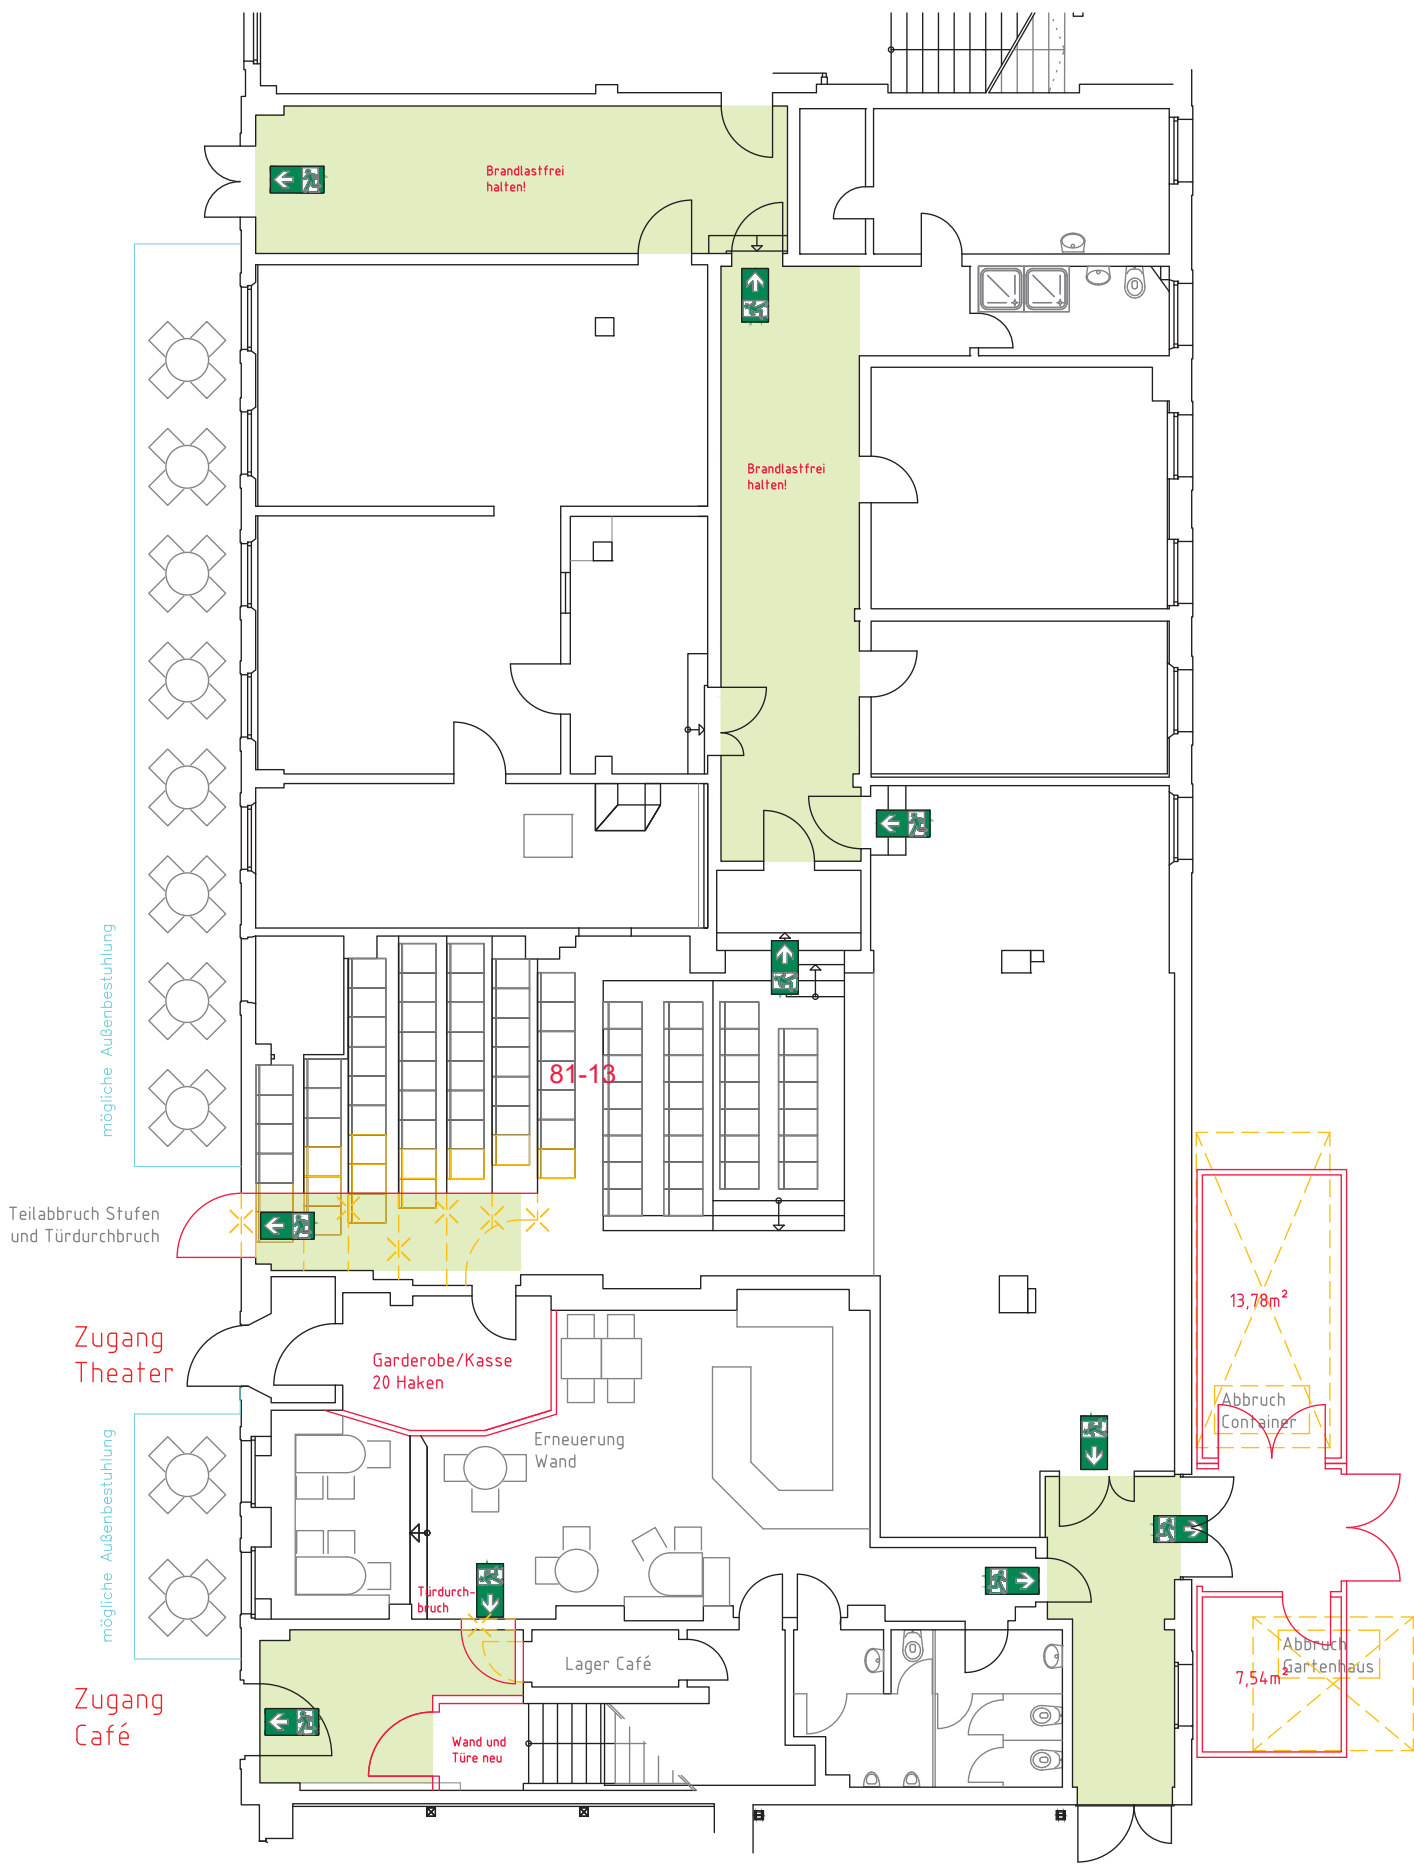 Brandlastfrei
halten!
Brandlastfrei
halten!
mögliche Außenbestuhlung
81-13
Teilabbruch Stufen
und Türdurchbruch
13,78m²
Zugang
Theater
Garderobe/Kasse
20 Haken
Abbruch
Container
Erneuerung
Wand
mögliche Außenbestuhlung
Türdurch-
bruch
Lager Café
Abbruch
Gartenhaus
7,54m²
Zugang
Café
Wand und
Türe neu